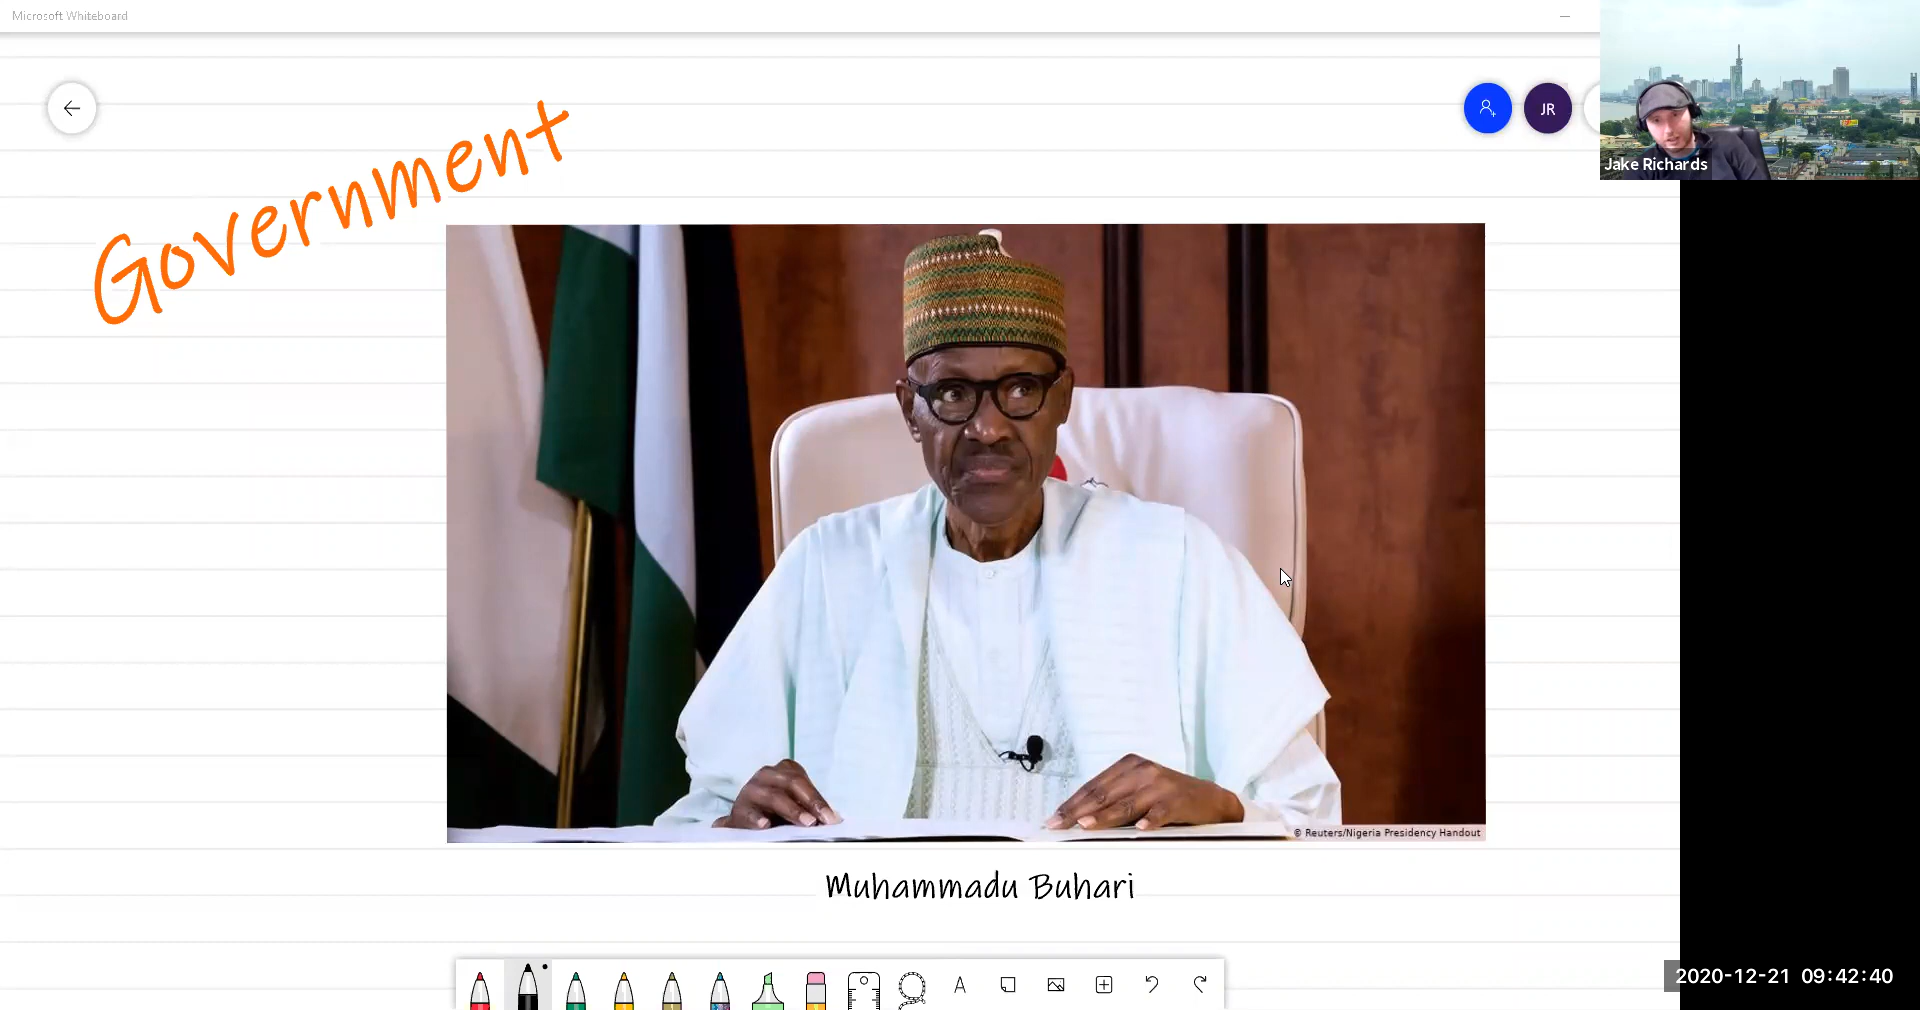 Microsoft Whiteboard
Government
JR
Jake Richards
© Reuters/Nigeria Presidency Handout
Muhammadu Buhari
A
2020-12-21 09:42:40